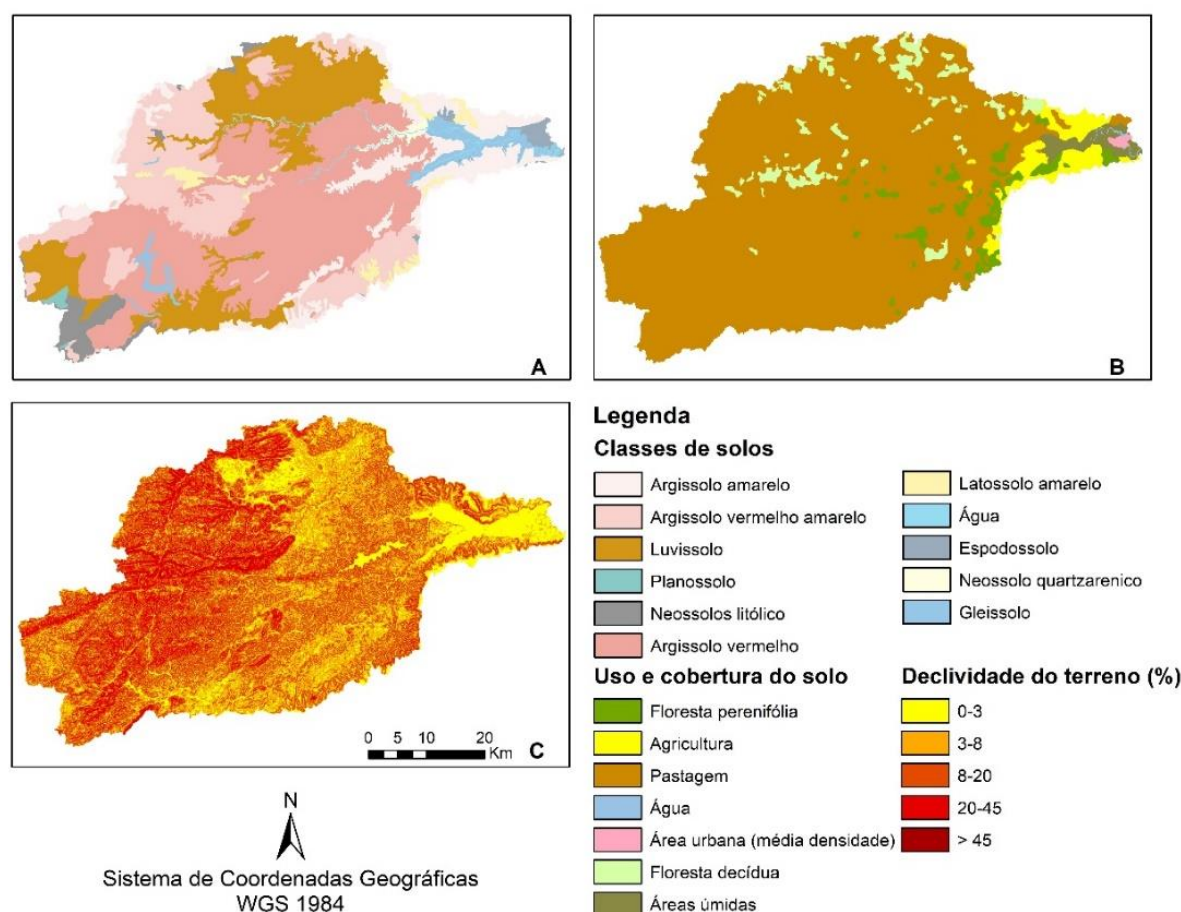 A
B
C
0 5 10 20
Km
N
Sistema de Coordenadas Geográficas
WGS 1984
Legenda
Classes de solos
Argissolo amarelo
Argissolo vermelho amarelo
Luvissolo
Planossolo
Neossolos litólico
Argissolo vermelho
Latossolo amarelo
Água
Espodossolo
Neossolo quartzarenico
Gleissolo
Uso e cobertura do solo
Floresta perenifólia
Agricultura
Pastagem
Água
Área urbana (média densidade)
Floresta decídua
Áreas úmidas
Declividade do terreno (%)
0-3
3-8
8-20
20-45
> 45